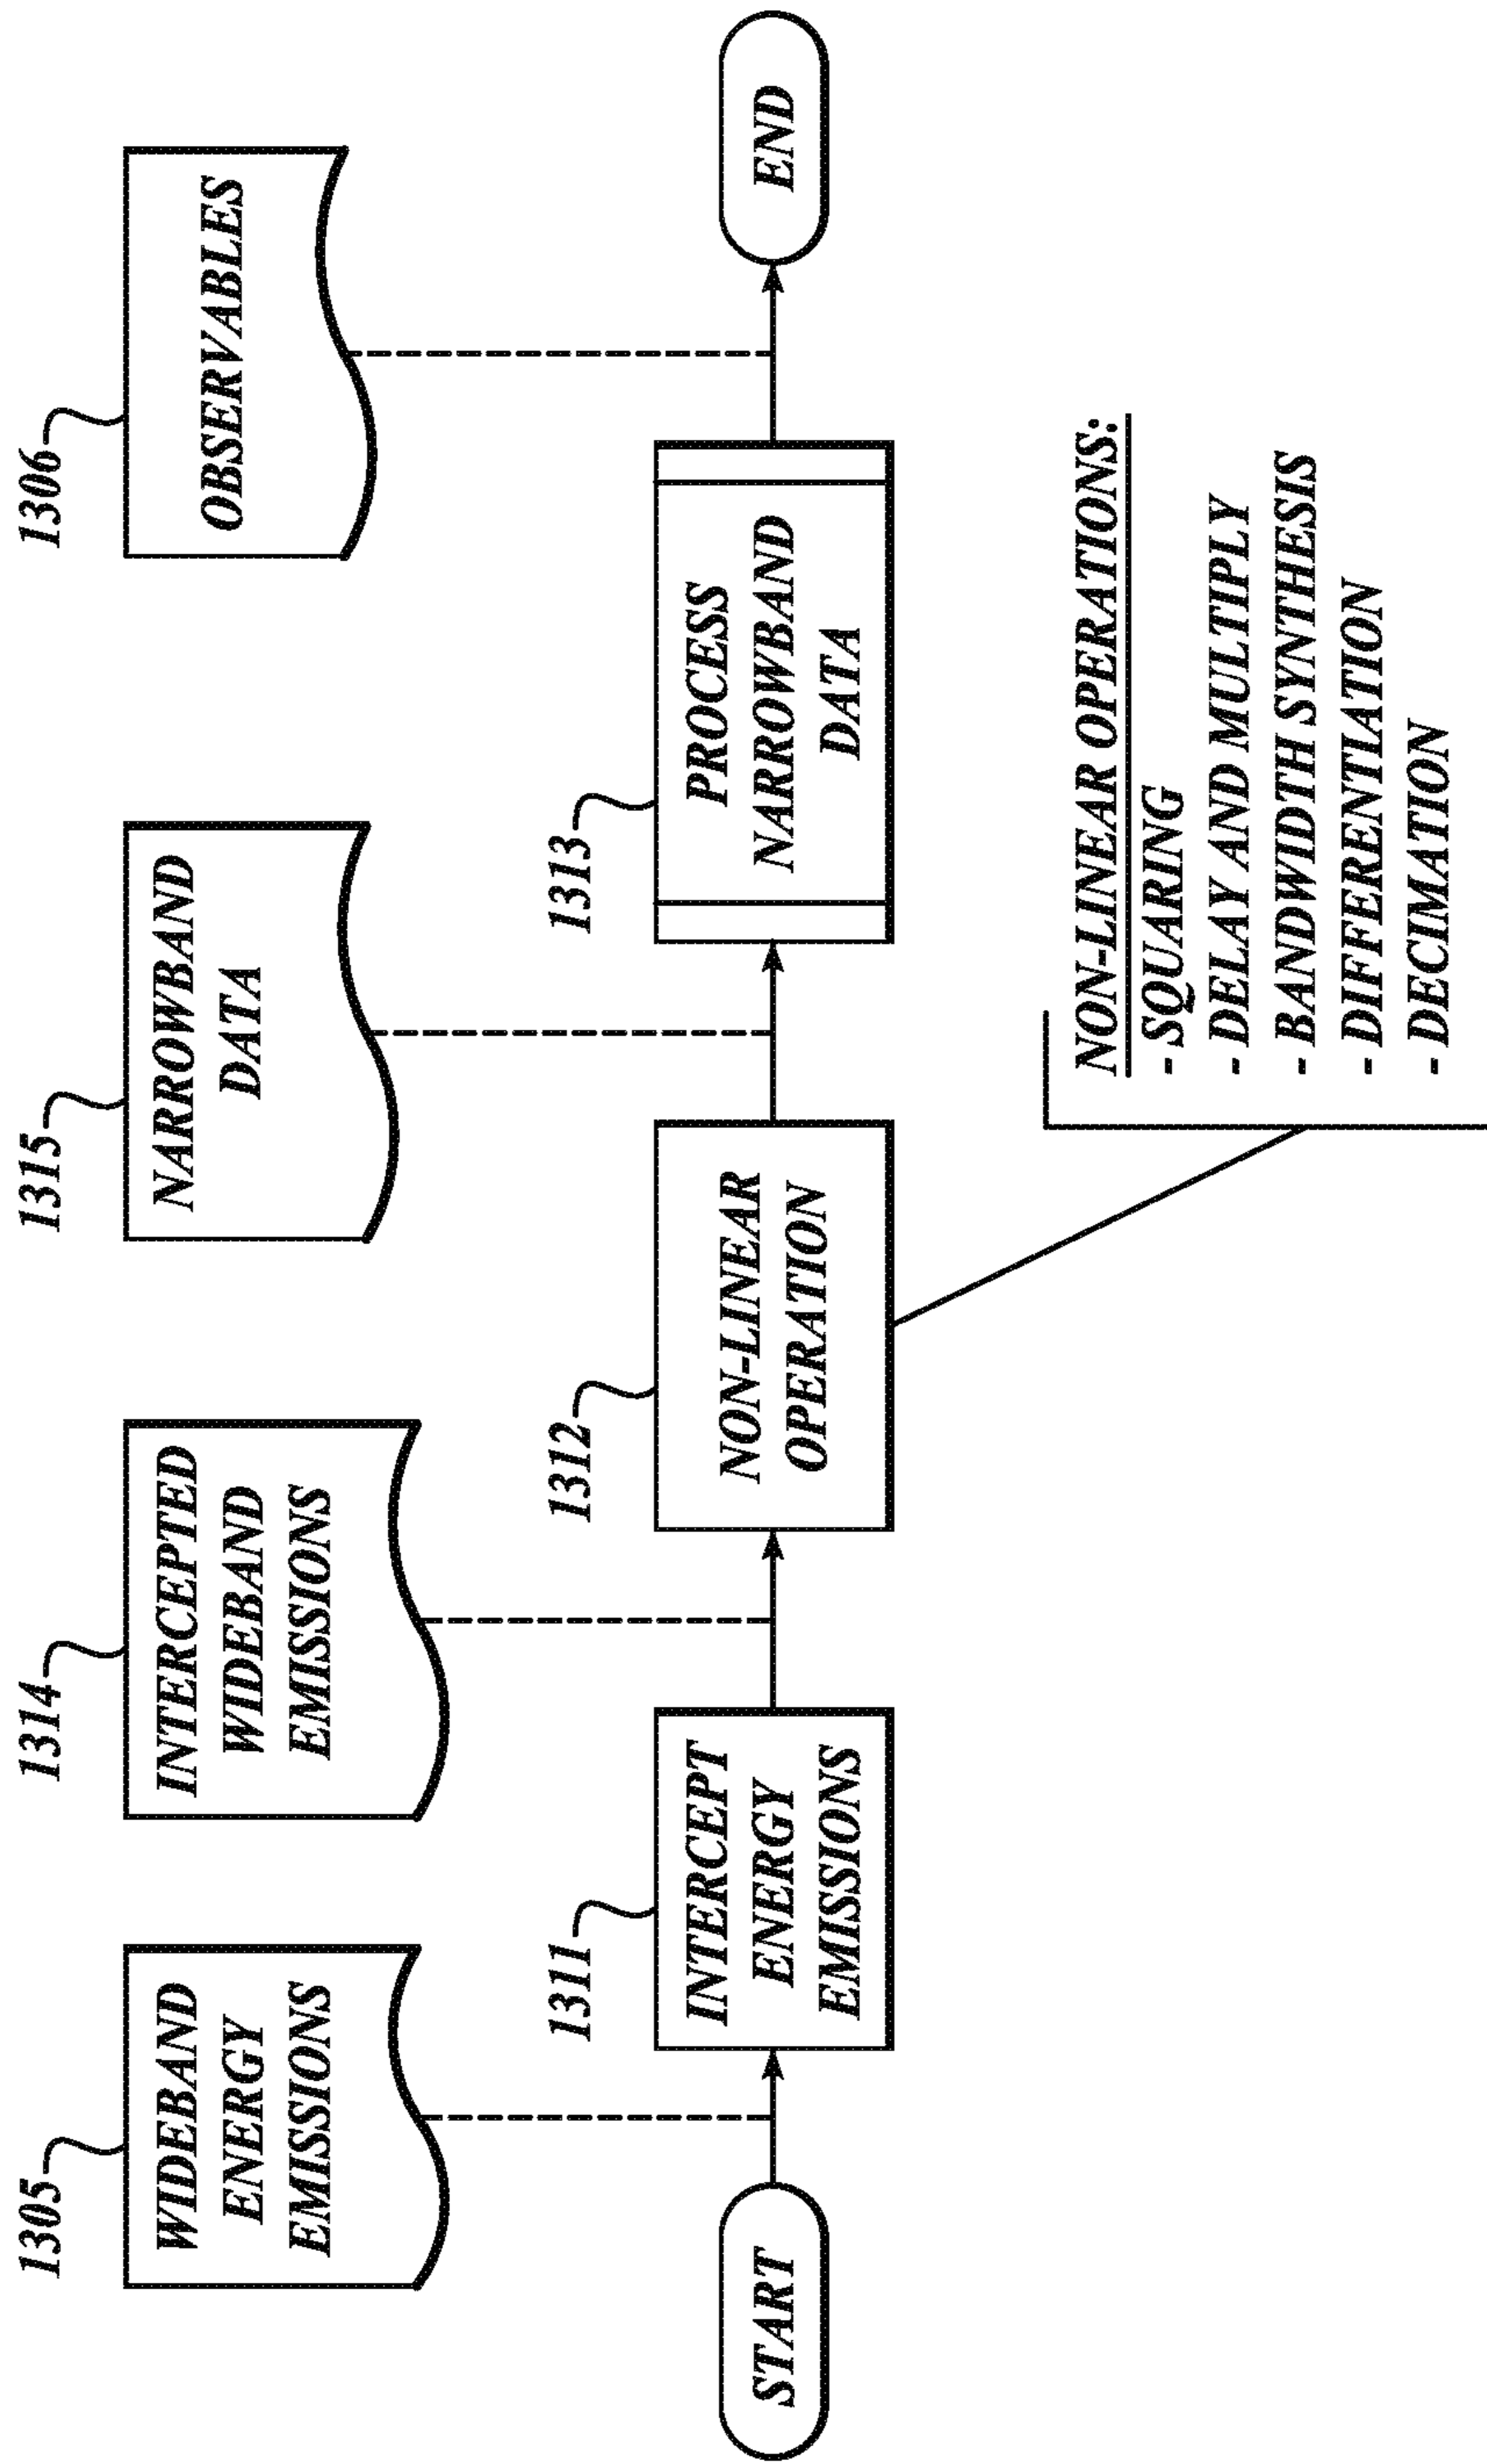 1305
WIDEBAND
ENERGY
EMISSIONS
1314
INTERCEPTED
WIDEBAND
EMISSIONS
1315
NARROWBAND
DATA
1306
OBSERVABLES
START
1311
INTERCEPT
ENERGY
EMISSIONS
1312
NON-LINEAR
OPERATION
1313
PROCESS
NARROWBAND
DATA
END
NON-LINEAR OPERATIONS:
- SQUARING
- DELAY AND MULTIPLY
- BANDWIDTH SYNTHESIS
- DIFFERENTIATION
- DECIMATION